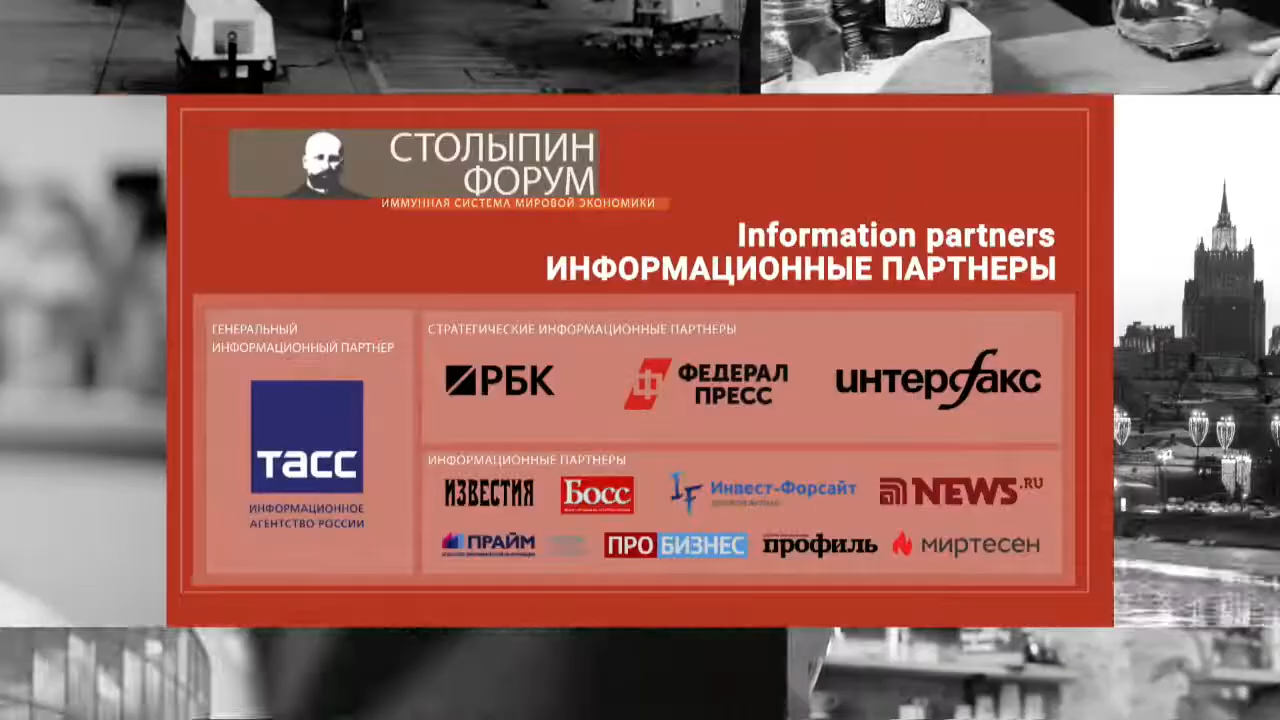 СТОЛЫПИН
ФОРУМ
ИММУННАЯ СИСТЕМА МИРОВОЙ ЭКОНОМИКИ
Information partners
ИНФОРМАЦИОННЫЕ ПАРТНЕРЫ
ГЕНЕРАЛЬНЫЙ
ИНФОРМАЦИОННЫЙ ПАРТНЕР
ТАСС
ИНФОРМАЦИОННОЕ
АГЕНТСТВО РОССИИ
СТРАТЕГИЧЕСКИЕ ИНФОРМАЦИОННЫЕ ПАРТНЕРЫ
РБК
ФЕДЕРАЛ
ПРЕСС
интерфакс
ИНФОРМАЦИОННЫЕ ПАРТНЕРЫ
ИЗВЕСТИЯ
Босс
IF Инвест-Форсайт
NEWS.RU
ПРАЙМ
ПРО БИЗНЕС
профиль
миртесен